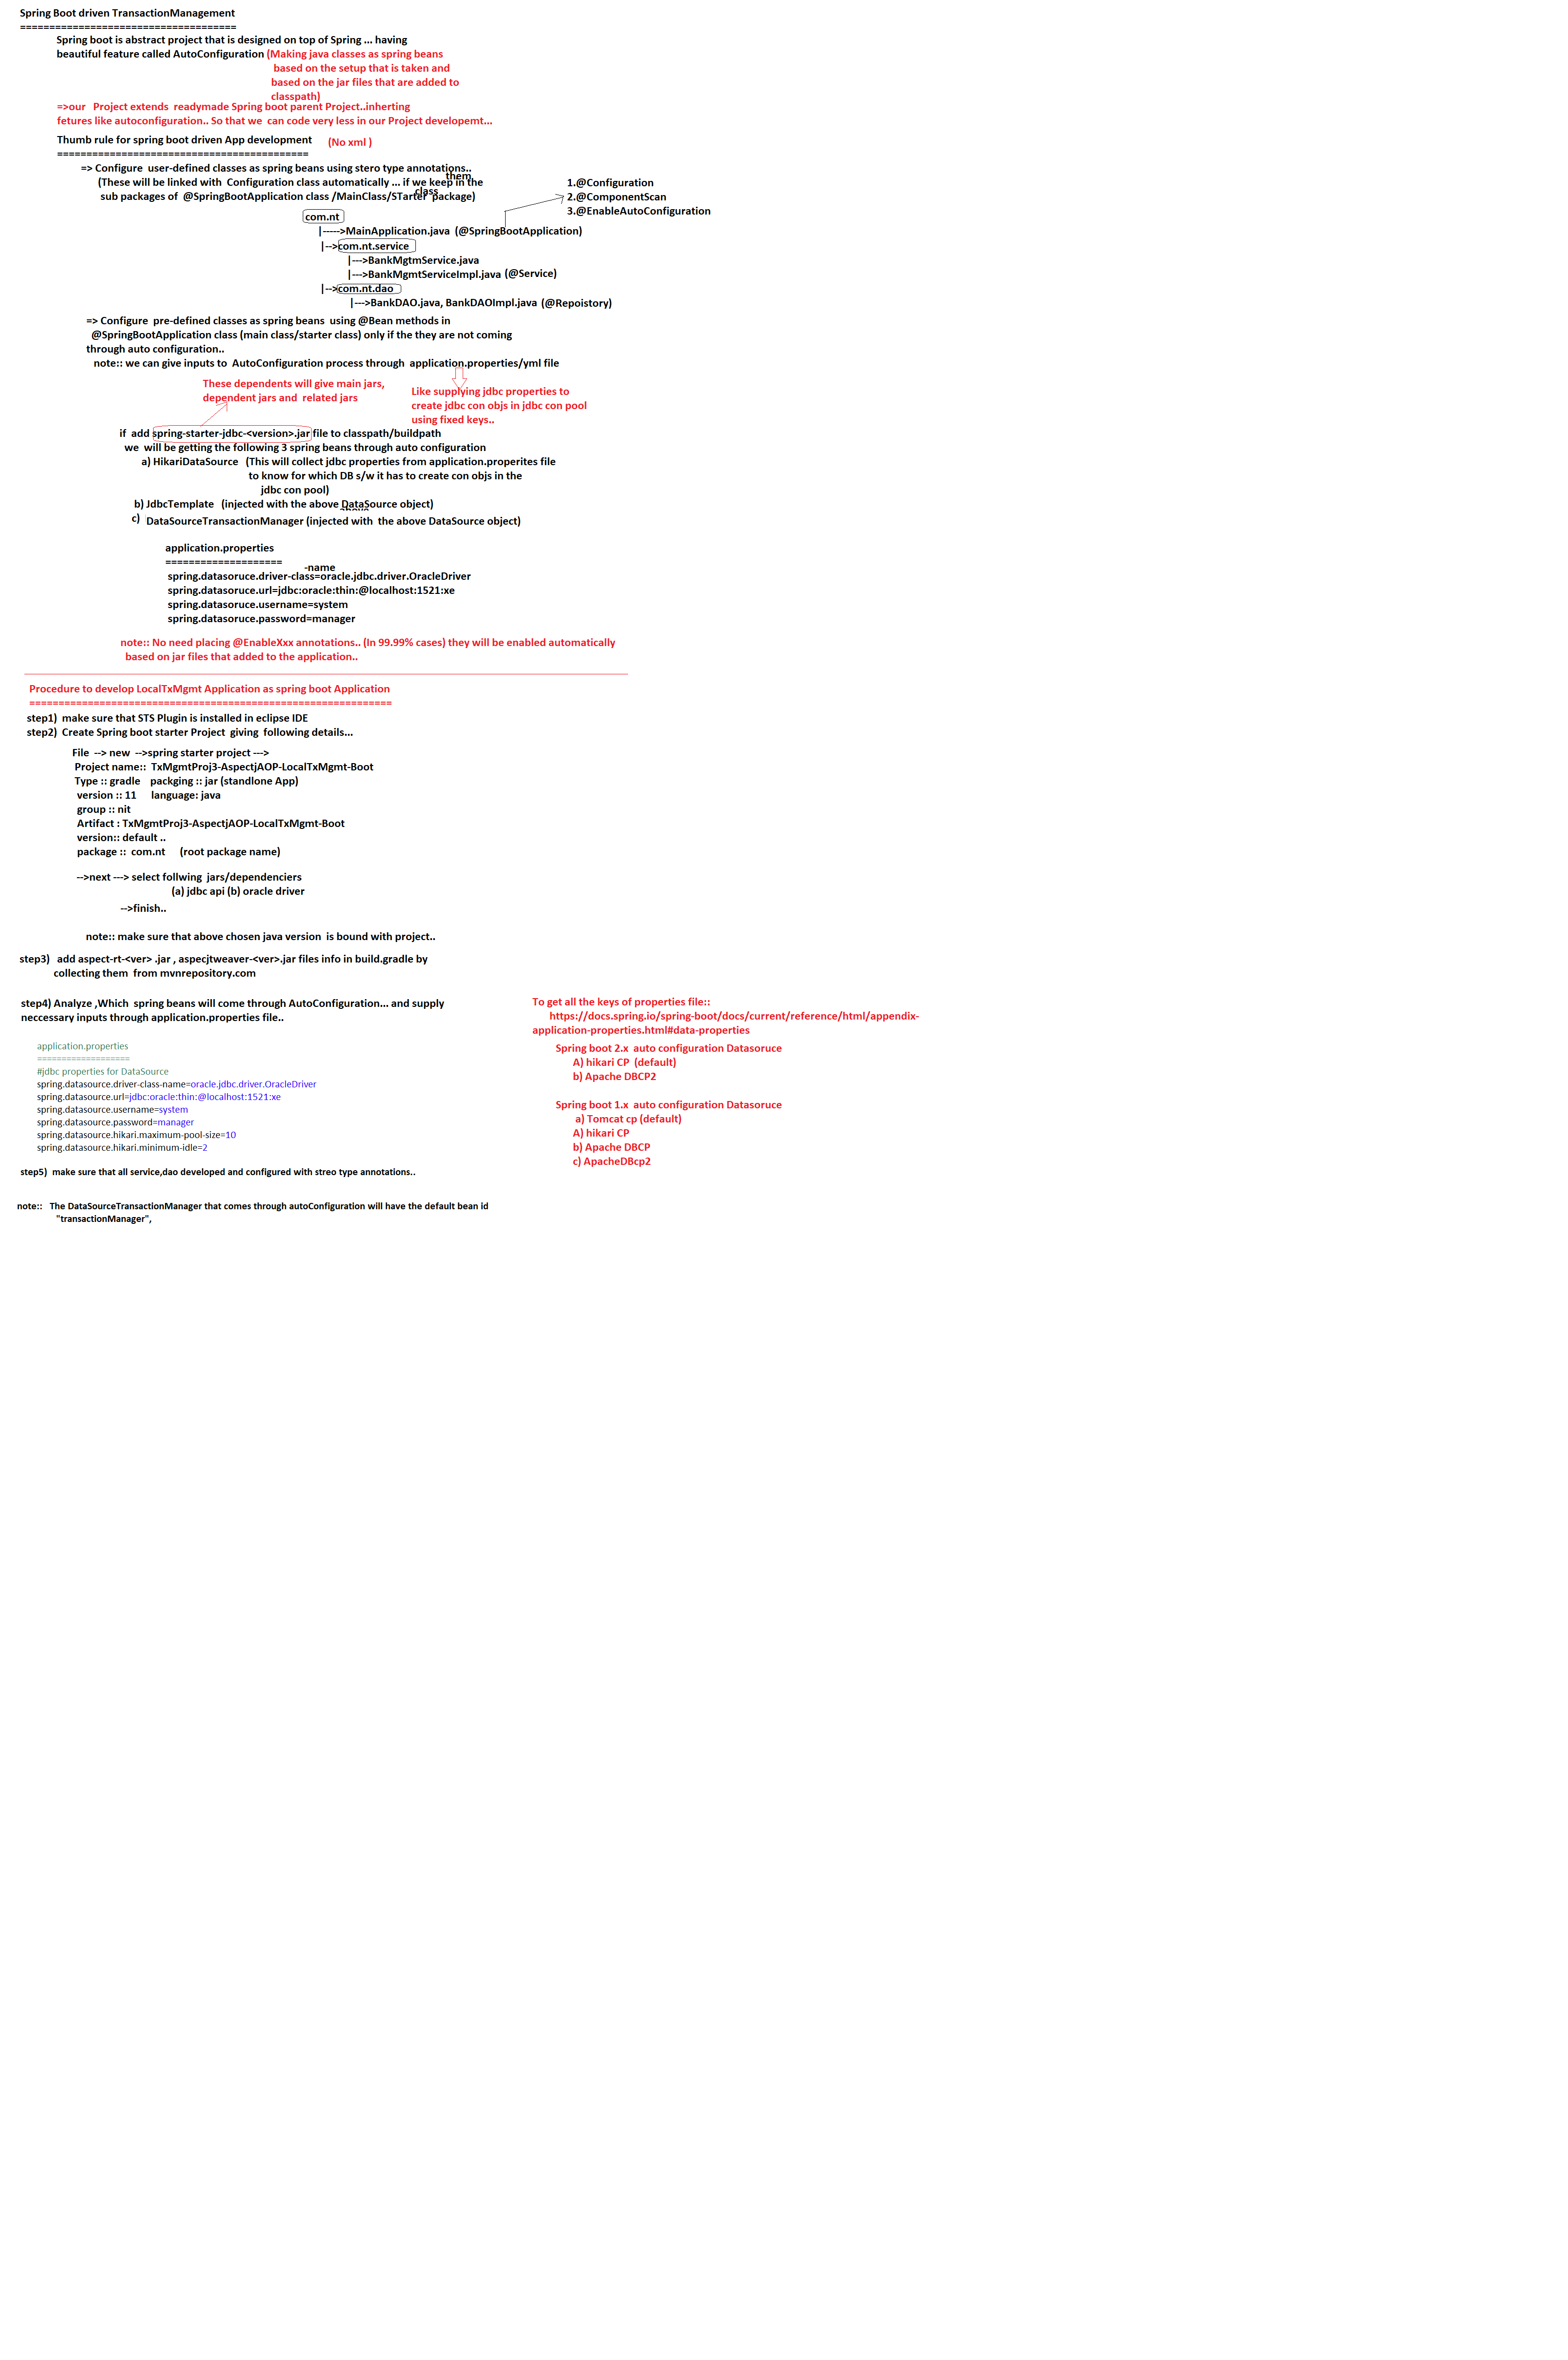 Spring Boot driven TransactionManagement
=====================================
Spring boot is abstract project that is designed on top of Spring ... having
beautiful feature called AutoConfiguration (Making java classes as spring beans
based on the setup that is taken and
based on the jar files that are added to
classpath)
=>our   Project extends  readymade Spring boot parent Project..inherting
fetures like autoconfiguration.. So that we  can code very less in our Project developemt...
Thumb rule for spring boot driven App development     (No xml )
===========================================
=> Configure  user-defined classes as spring beans using stero type annotations..
them
(These will be linked with  Configuration class automatically ... if we keep in the
class
sub packages of  @SpringBootApplication class /MainClass/STarter  package)
1.@Configuration
2.@ComponentScan
3.@EnableAutoConfiguration
com.nt
|----->MainApplication.java  (@SpringBootApplication)
|-->com.nt.service
|--->BankMgtmService.java
|--->BankMgmtServiceImpl.java (@Service)
|-->com.nt.dao
|--->BankDAO.java, BankDAOImpl.java (@Repoistory)
=> Configure  pre-defined classes as spring beans  using @Bean methods in
@SpringBootApplication class (main class/starter class) only if the they are not coming
through auto configuration..
note:: we can give inputs to  AutoConfiguration process through  application.properties/yml file
These dependents will give main jars,
dependent jars and  related jars
Like supplying jdbc properties to
create jdbc con objs in jdbc con pool
using fixed keys..
if  add spring-starter-jdbc-<version>.jar file to classpath/buildpath
we  will be getting the following 3 spring beans through auto configuration
a) HikariDataSource   (This will collect jdbc properties from application.properites file
to know for which DB s/w it has to create con objs in the
jdbc con pool)
b) JdbcTemplate   (injected with the above DataSource object)
c)  DataSourceTransactionManager (injected with  the above DataSource object)
application.properties
====================
-name
spring.datasoruce.driver-class=oracle.jdbc.driver.OracleDriver
spring.datasoruce.url=jdbc:oracle:thin:@localhost:1521:xe
spring.datasoruce.username=system
spring.datasoruce.password=manager
note:: No need placing @EnableXxx annotations.. (In 99.99% cases) they will be enabled automatically
based on jar files that added to the application..
Procedure to develop LocalTxMgmt Application as spring boot Application
==============================================================
step1)  make sure that STS Plugin is installed in eclipse IDE
step2)  Create Spring boot starter Project  giving  following details...
File  --> new  -->spring starter project --->
Project name::  TxMgmtProj3-AspectjAOP-LocalTxMgmt-Boot
Type :: gradle    packging :: jar (standlone App)
version :: 11      language: java
group :: nit
Artifact : TxMgmtProj3-AspectjAOP-LocalTxMgmt-Boot
version:: default ..
package ::  com.nt      (root package name)
-->next ---> select follwing  jars/dependenciers
(a) jdbc api (b) oracle driver
-->finish..
note:: make sure that above chosen java version  is bound with project..
step3)   add aspect-rt-<ver> .jar , aspecjtweaver-<ver>.jar files info in build.gradle by
collecting them  from mvnrepository.com
step4) Analyze ,Which  spring beans will come through AutoConfiguration... and supply
neccessary inputs through application.properties file..
To get all the keys of properties file::
https://docs.spring.io/spring-boot/docs/current/reference/html/appendix-
application-properties.html#data-properties
application.properties
===================
#jdbc properties for DataSource
spring.datasource.driver-class-name=oracle.jdbc.driver.OracleDriver
spring.datasource.url=jdbc:oracle:thin:@localhost:1521:xe
spring.datasource.username=system
spring.datasource.password=manager
spring.datasource.hikari.maximum-pool-size=10
spring.datasource.hikari.minimum-idle=2
Spring boot 2.x  auto configuration Datasoruce
A) hikari CP  (default)
b) Apache DBCP2
Spring boot 1.x  auto configuration Datasoruce
a) Tomcat cp (default)
A) hikari CP
b) Apache DBCP
c) ApacheDBcp2
step5)  make sure that all service,dao developed and configured with streo type annotations..
note::   The DataSourceTransactionManager that comes through autoConfiguration will have the default bean id
"transactionManager",